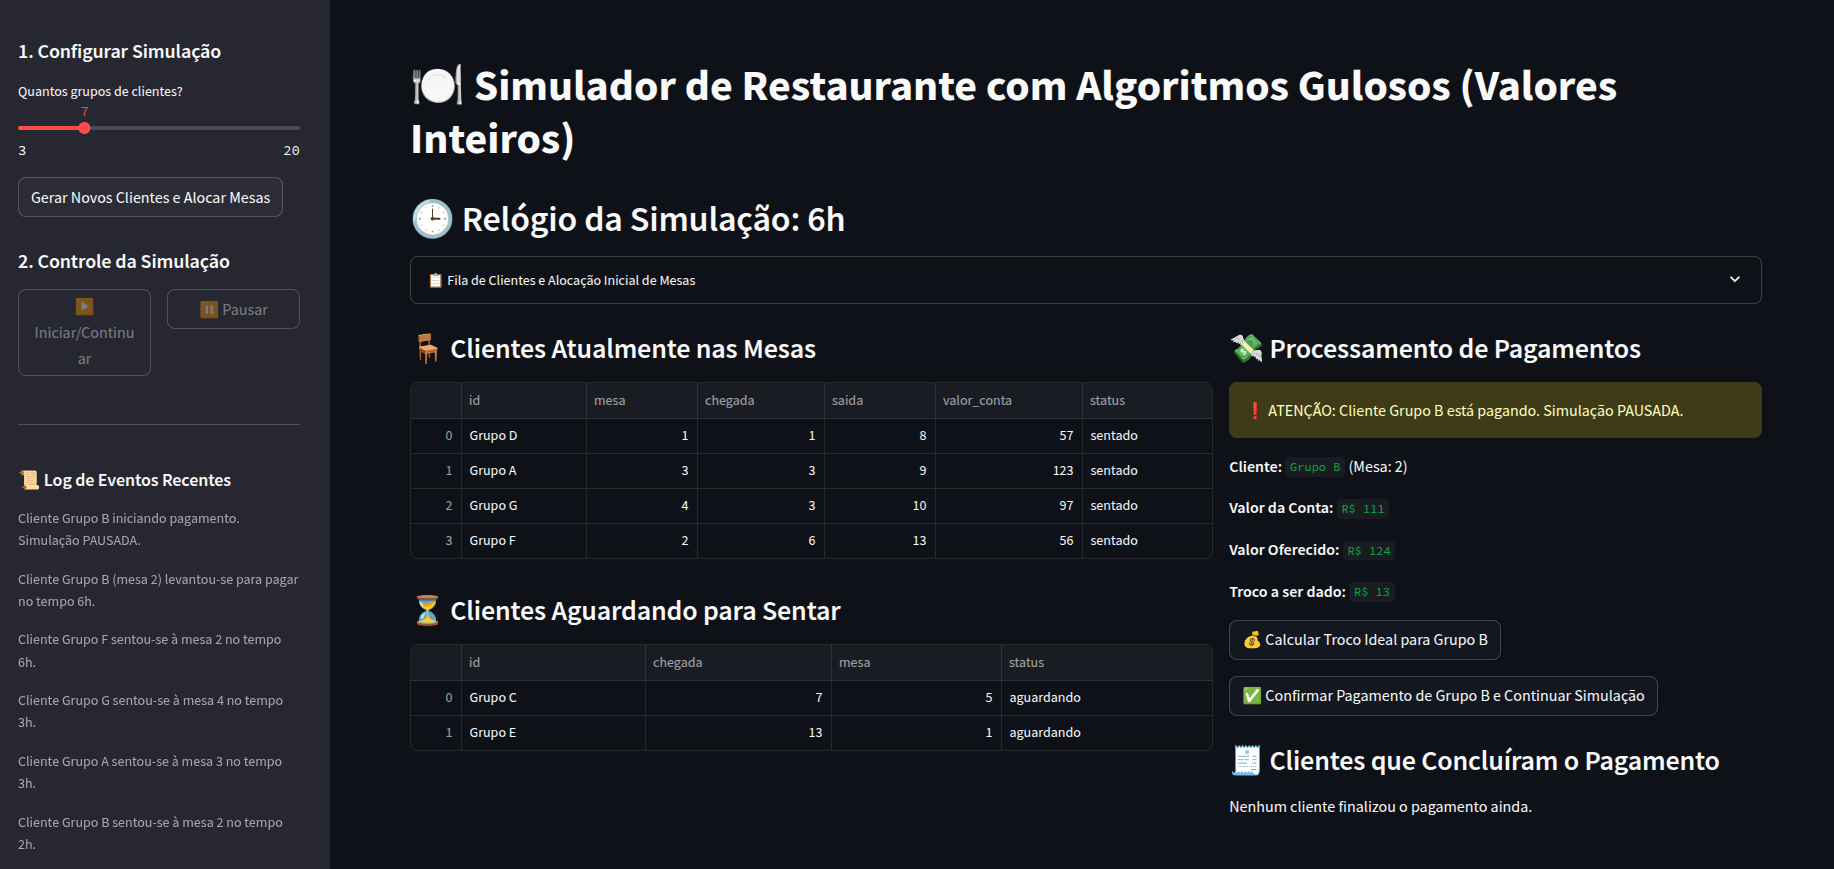 1. Configurar Simulação
Quantos grupos de clientes?
7
3 20
Gerar Novos Clientes e Alocar Mesas
2. Controle da Simulação
Iniciar/Continu
ar
Pausar
Log de Eventos Recentes
Cliente Grupo B iniciando pagamento.
Simulação PAUSADA.
Cliente Grupo B (mesa 2) levantou-se para pagar
no tempo 6h.
Cliente Grupo F sentou-se à mesa 2 no tempo
6h.
Cliente Grupo G sentou-se à mesa 4 no tempo
3h.
Cliente Grupo A sentou-se à mesa 3 no tempo
3h.
Cliente Grupo B sentou-se à mesa 2 no tempo
2h.
Simulador de Restaurante com Algoritmos Gulosos (Valores
Inteiros)
Relógio da Simulação: 6h
Fila de Clientes e Alocação Inicial de Mesas
Clientes Atualmente nas Mesas
id mesa chegada saida valor_conta status
0 Grupo D 1 1 8 57 sentado
1 Grupo A 3 3 9 123 sentado
2 Grupo G 4 3 10 97 sentado
3 Grupo F 2 6 13 56 sentado
Clientes Aguardando para Sentar
id chegada mesa status
0 Grupo C 7 5 aguardando
1 Grupo E 13 1 aguardando
Processamento de Pagamentos
❗ ATENÇÃO: Cliente Grupo B está pagando. Simulação PAUSADA.
Cliente: Grupo B (Mesa: 2)
Valor da Conta: R$ 111
Valor Oferecido: R$ 124
Troco a ser dado: R$ 13
Calcular Troco Ideal para Grupo B
Confirmar Pagamento de Grupo B e Continuar Simulação
Clientes que Concluíram o Pagamento
Nenhum cliente finalizou o pagamento ainda.